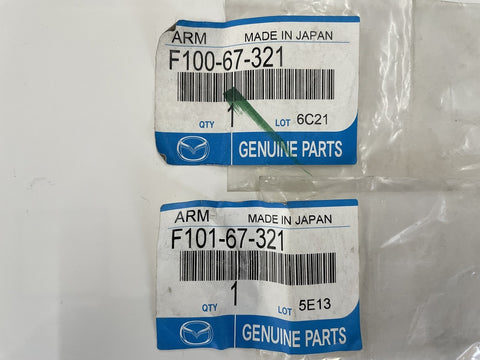 ARM MADE IN JAPAN
F100-67-321
QTY 1 LOT 6C21
GENUINE PARTS
ARM MADE IN JAPAN
F101-67-321
QTY 1 LOT 5E13
GENUINE PARTS